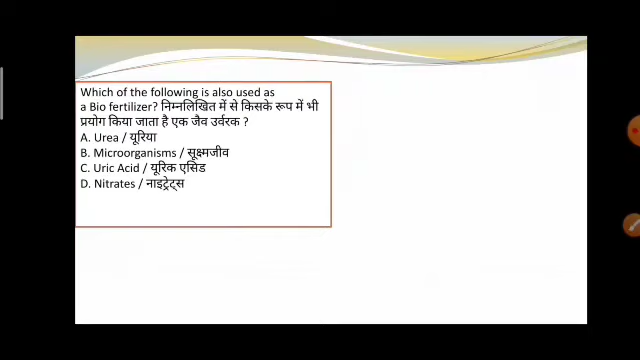 Which of the following is also used as
a Bio fertilizer? निम्नलिखित में से किसके रूप में भी
प्रयोग किया जाता है एक जैव उर्वरक ?
A. Urea / यूरिया
B. Microorganisms / सूक्ष्मजीव
C. Uric Acid / यूरिक एसिड
D. Nitrates / नाइट्रेट्स